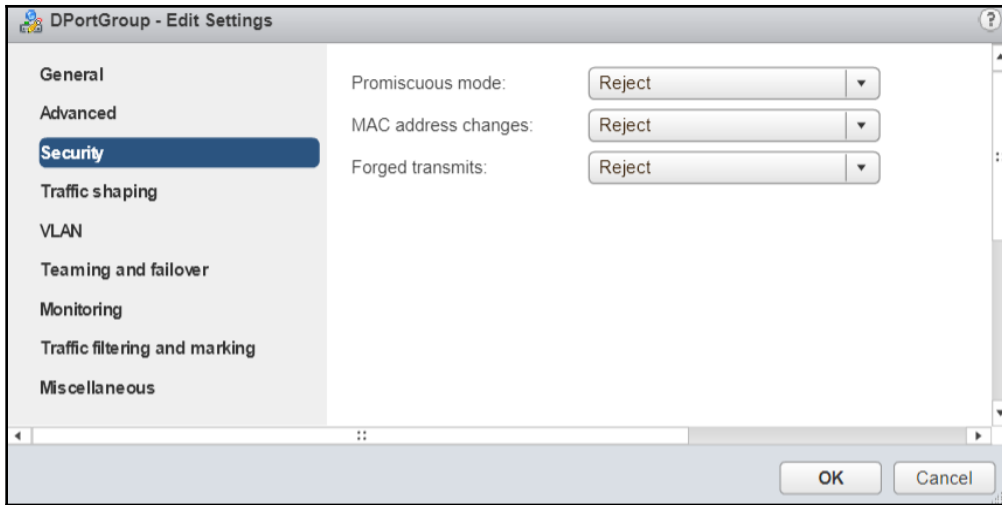 DPortGroup - Edit Settings
?
General
Advanced
Security
Traffic shaping
VLAN
Teaming and failover
Monitoring
Traffic filtering and marking
Miscellaneous
Promiscuous mode: Reject
MAC address changes: Reject
Forged transmits: Reject
OK Cancel